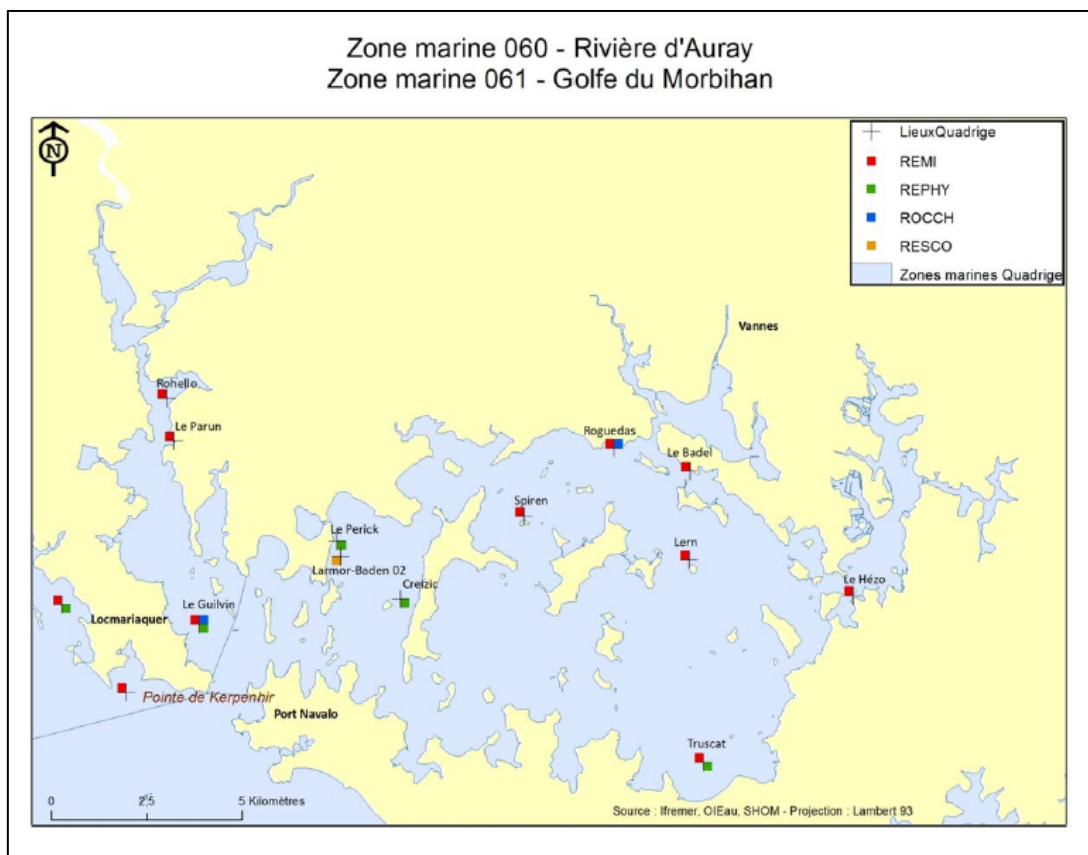 Zone marine 060 - Rivière d'Auray
Zone marine 061 - Golfe du Morbihan
N
LieuxQuadrige
REMI
REPHY
ROCCH
RESCO
Zones marines Quadrige
Vannes
Rohello
Le Parun
Roguedas
Le Badel
Spiren
Le Perick
Larmor-Baden 02
Lern
Creizic
Le Hézo
Le Guilvin
Locmariaquer
Pointe de Kerpenhir
Port Navalo
Truscat
0 2,5 5 Kilomètres
Source : Ifremer, OIEau, SHOM - Projection : Lambert 93